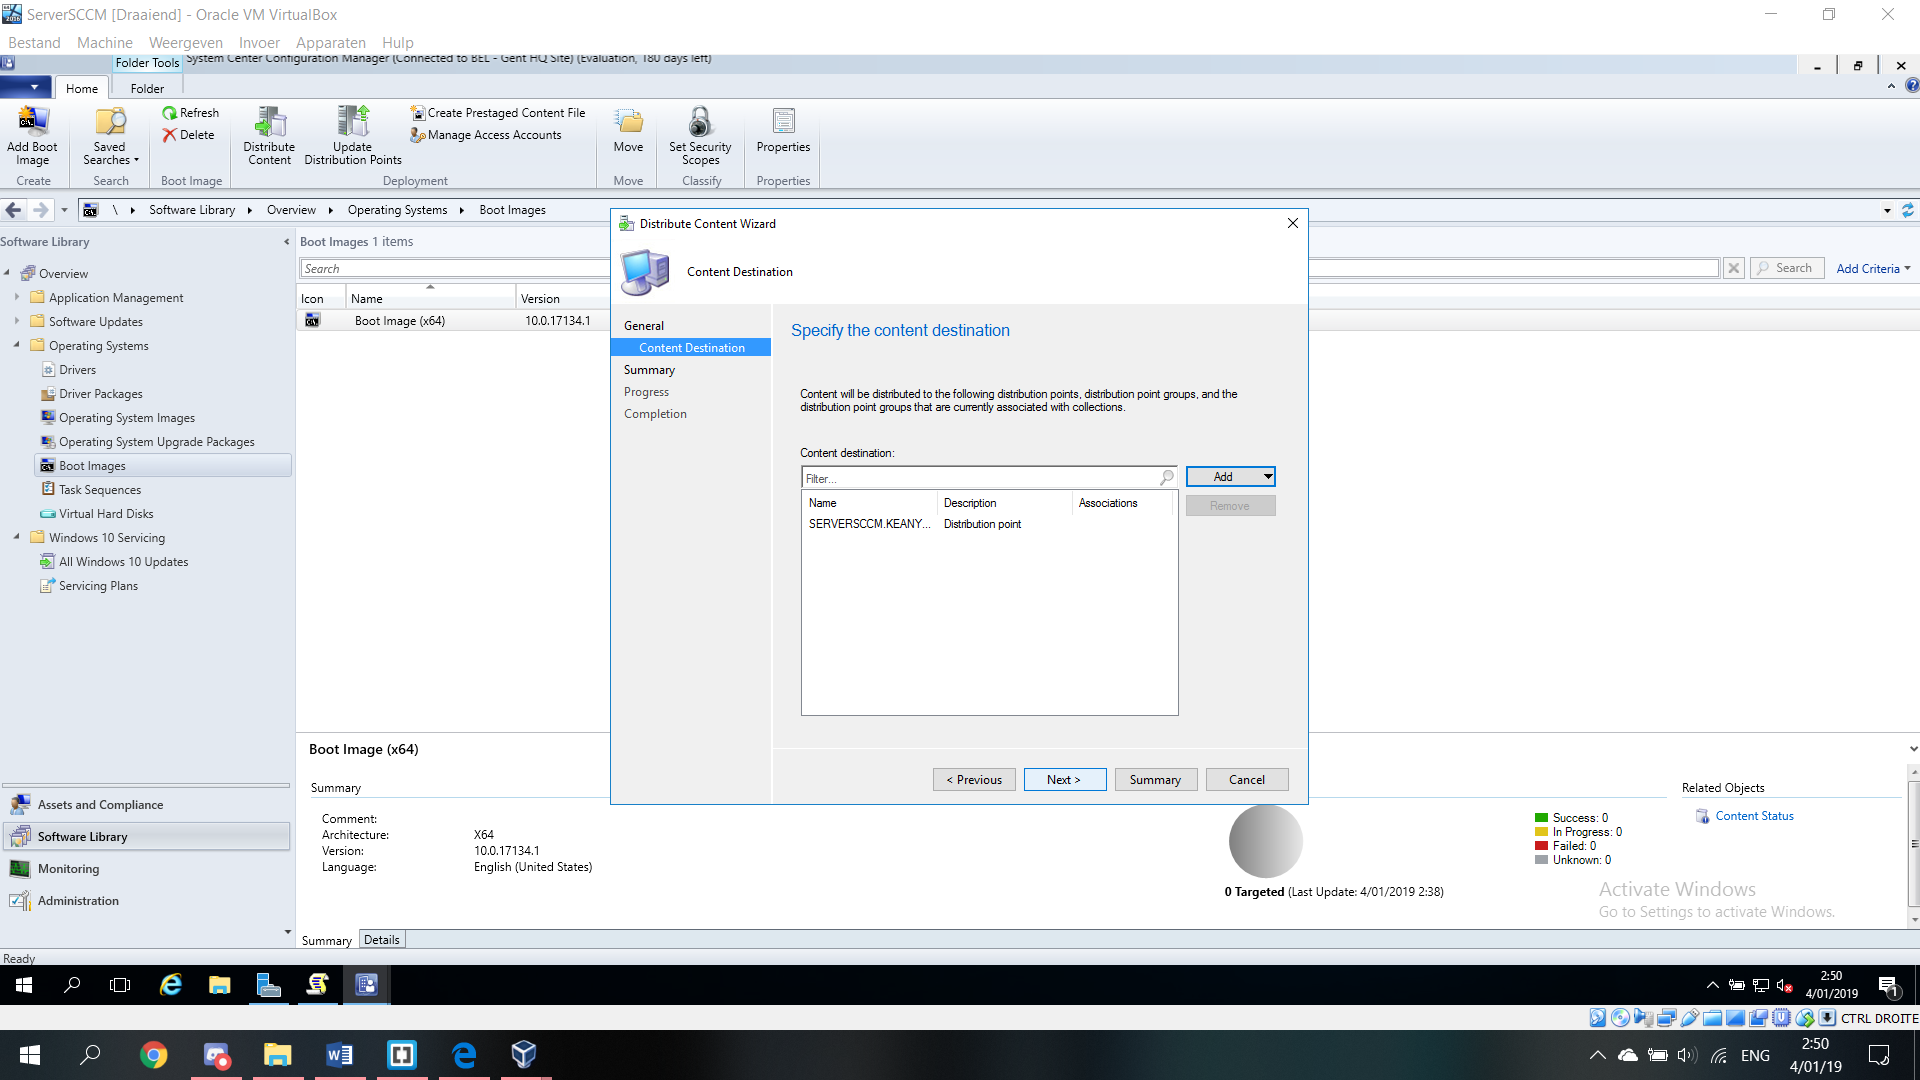 ServerSCCM [Draaiend] - Oracle VM VirtualBox
Bestand Machine Weergeven Invoer Apparaten Hulp
Folder Tools System Center Configuration Manager (Connected to BEL - Gent HQ Site) (Evaluation, 180 days left)
Home Folder
Add Boot Image
Create
Saved Searches
Search
Refresh
Delete
Boot Image
Distribute Content
Update Distribution Points
Create Prestaged Content File
Manage Access Accounts
Deployment
Move
Move
Set Security Scopes
Classify
Properties
Properties
\ Software Library Overview Operating Systems Boot Images
Software Library
Overview
Application Management
Software Updates
Operating Systems
Drivers
Driver Packages
Operating System Images
Operating System Upgrade Packages
Boot Images
Task Sequences
Virtual Hard Disks
Windows 10 Servicing
All Windows 10 Updates
Servicing Plans
Assets and Compliance
Software Library
Monitoring
Administration
Boot Images 1 items
Search
Search
Add Criteria
Icon Name Version
Boot Image (x64) 10.0.17134.1
Distribute Content Wizard
Content Destination
General
Content Destination
Summary
Progress
Completion
Specify the content destination
Content will be distributed to the following distribution points, distribution point groups, and the
distribution point groups that are currently associated with collections.
Content destination:
Filter...
Add
Remove
Name Description Associations
SERVERSCCM.KEANY... Distribution point
< Previous Next > Summary Cancel
Boot Image (x64)
Summary
Comment:
Architecture: X64
Version: 10.0.17134.1
Language: English (United States)
Success: 0
In Progress: 0
Failed: 0
Unknown: 0
0 Targeted (Last Update: 4/01/2019 2:38)
Related Objects
Content Status
Activate Windows
Go to Settings to activate Windows.
Summary Details
Ready
2:50
4/01/2019
1
CTRL DROITE
ENG
2:50
4/01/19